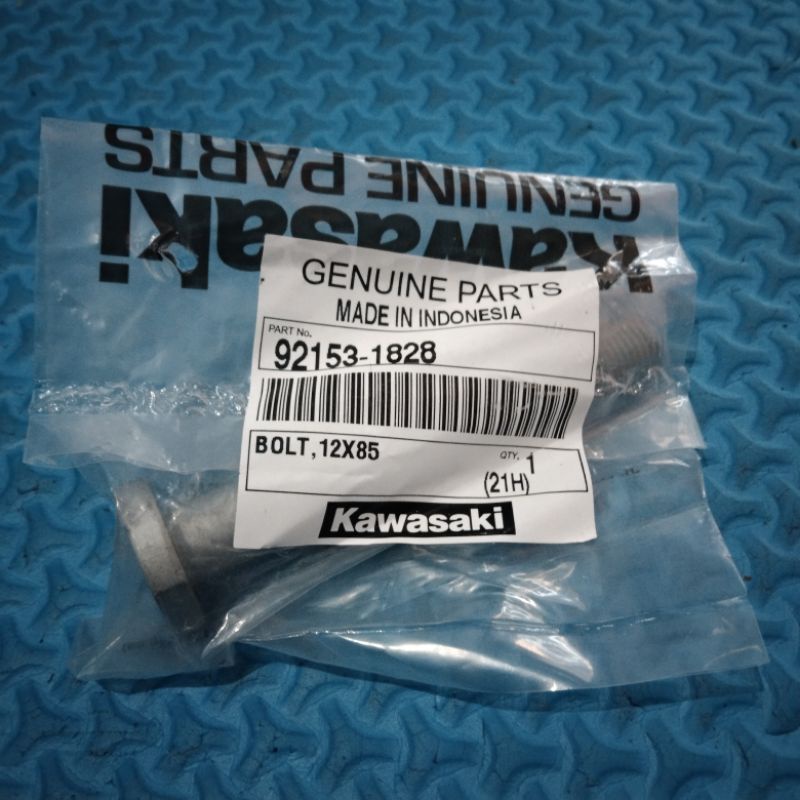 GENUINE PARTS
Kawasaki
GENUINE PARTS
MADE IN INDONESIA
PART No.
92153-1828
BOLT,12X85
QTY. 1
(21H)
Kawasaki